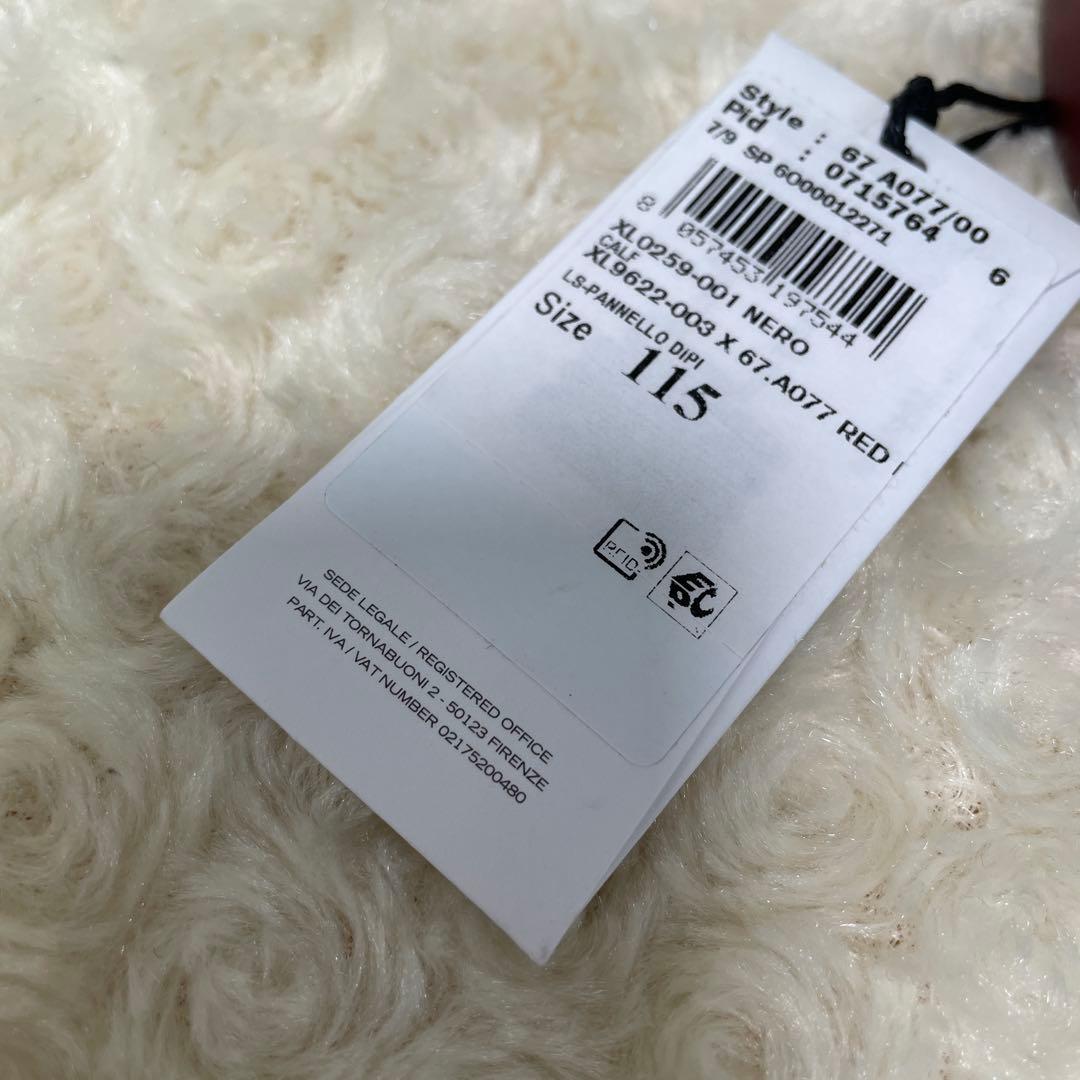 Style : 67 A077/00 6
Pid : 0715764
7/9 SP 6000012271
8 057453 197544
XL0259-001 NERO
CALF
XL9622-003 X 67.A077 RED
LS-PANNELLO DIPI
Size 115
RFID
EPC
SEDE LEGALE / REGISTERED OFFICE
VIA DEI TORNABUONI 2 - 50123 FIRENZE
PART. IVA / VAT NUMBER 02175200480